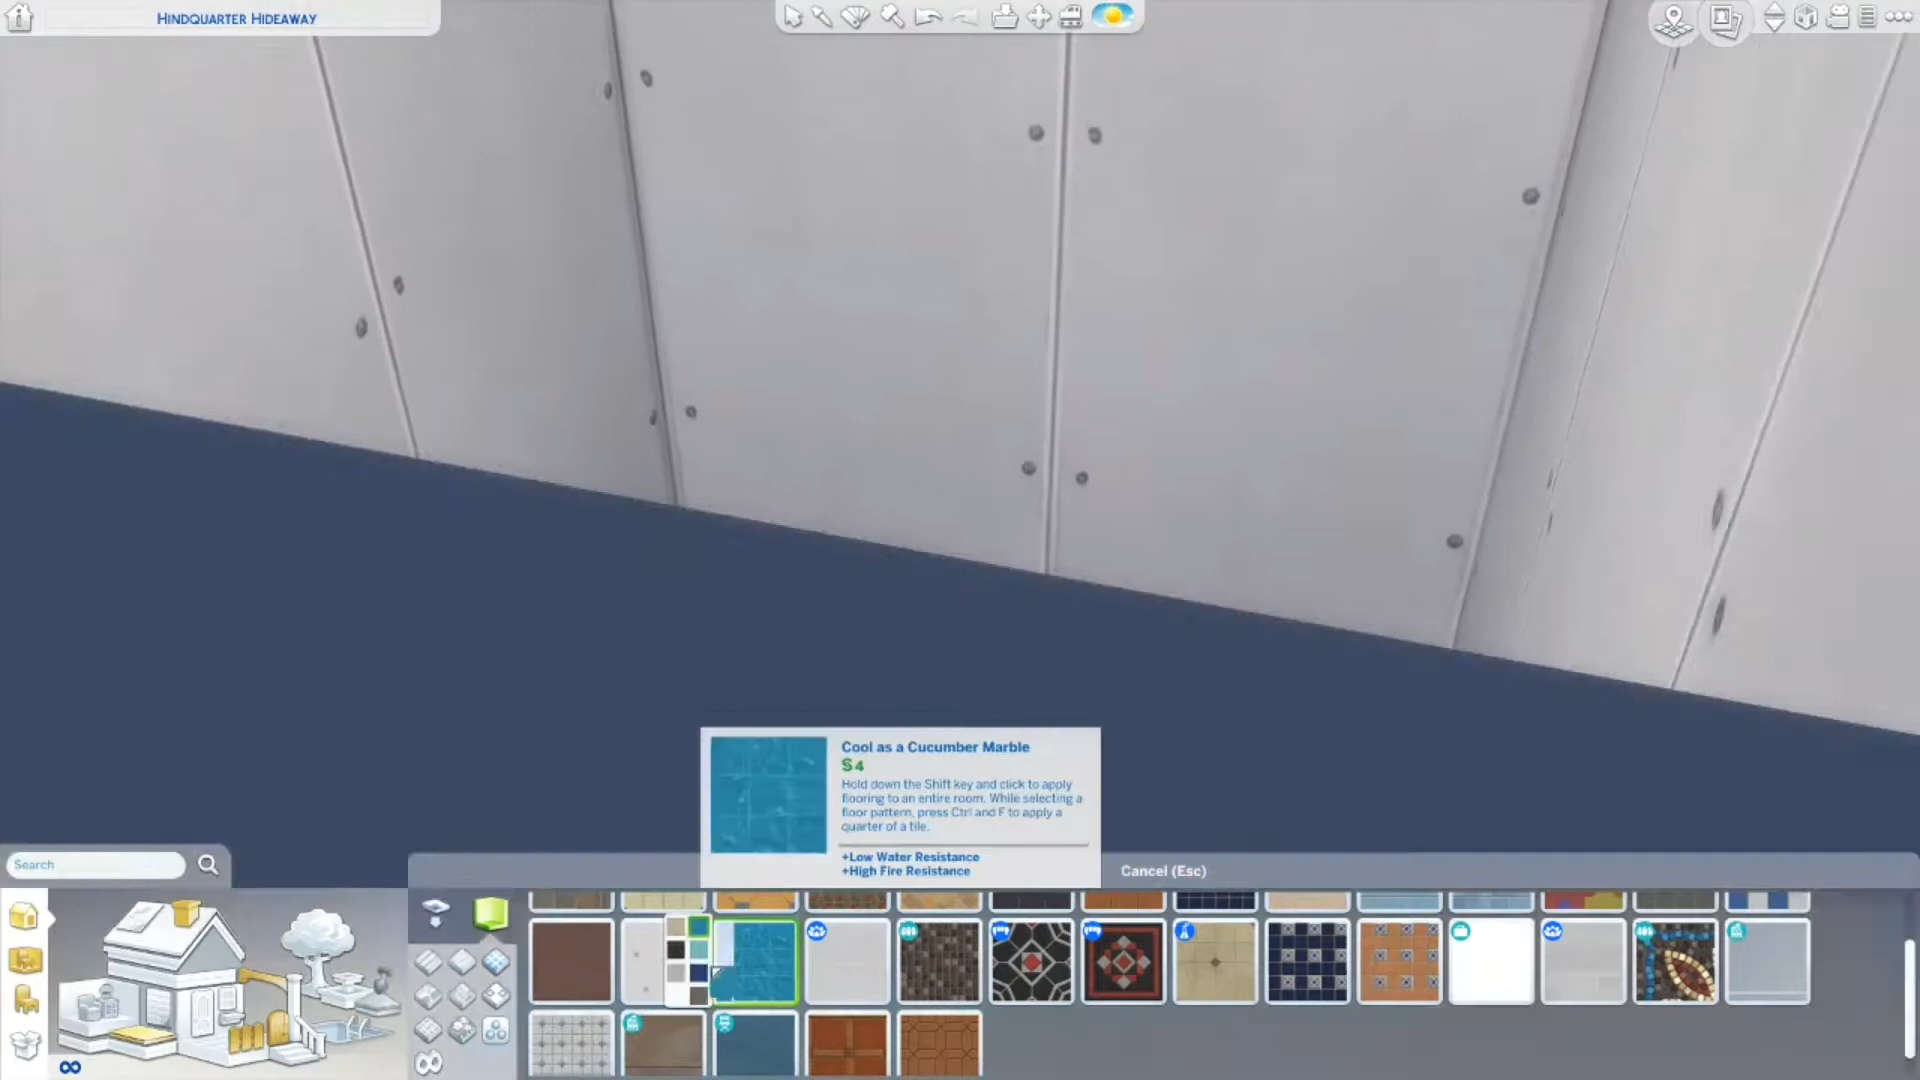 Hindquarter Hideaway
Cool as a Cucumber Marble
§4
Hold down the Shift key and click to apply
flooring to an entire room. While selecting a
floor pattern, press Ctrl and F to apply a
quarter of a tile.
+Low Water Resistance
+High Fire Resistance
Search
Cancel (Esc)